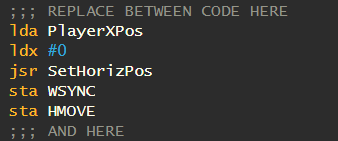 ;;; REPLACE BETWEEN CODE HERE
lda PlayerXPos
ldx #0
jsr SetHorizPos
sta WSYNC
sta HMOVE
;;; AND HERE